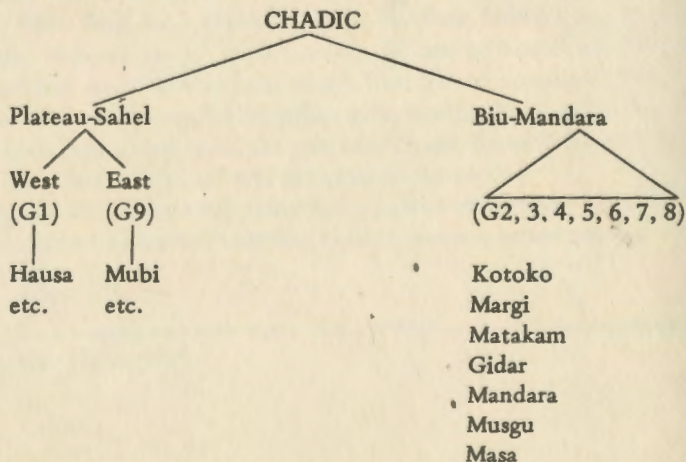 CHADIC
Plateau-Sahel Biu-Mandara
West East
(G1) (G9) (G2, 3, 4, 5, 6, 7, 8)
Hausa Mubi Kotoko
etc. etc. Margi
Matakam
Gidar
Mandara
Musgu
Masa